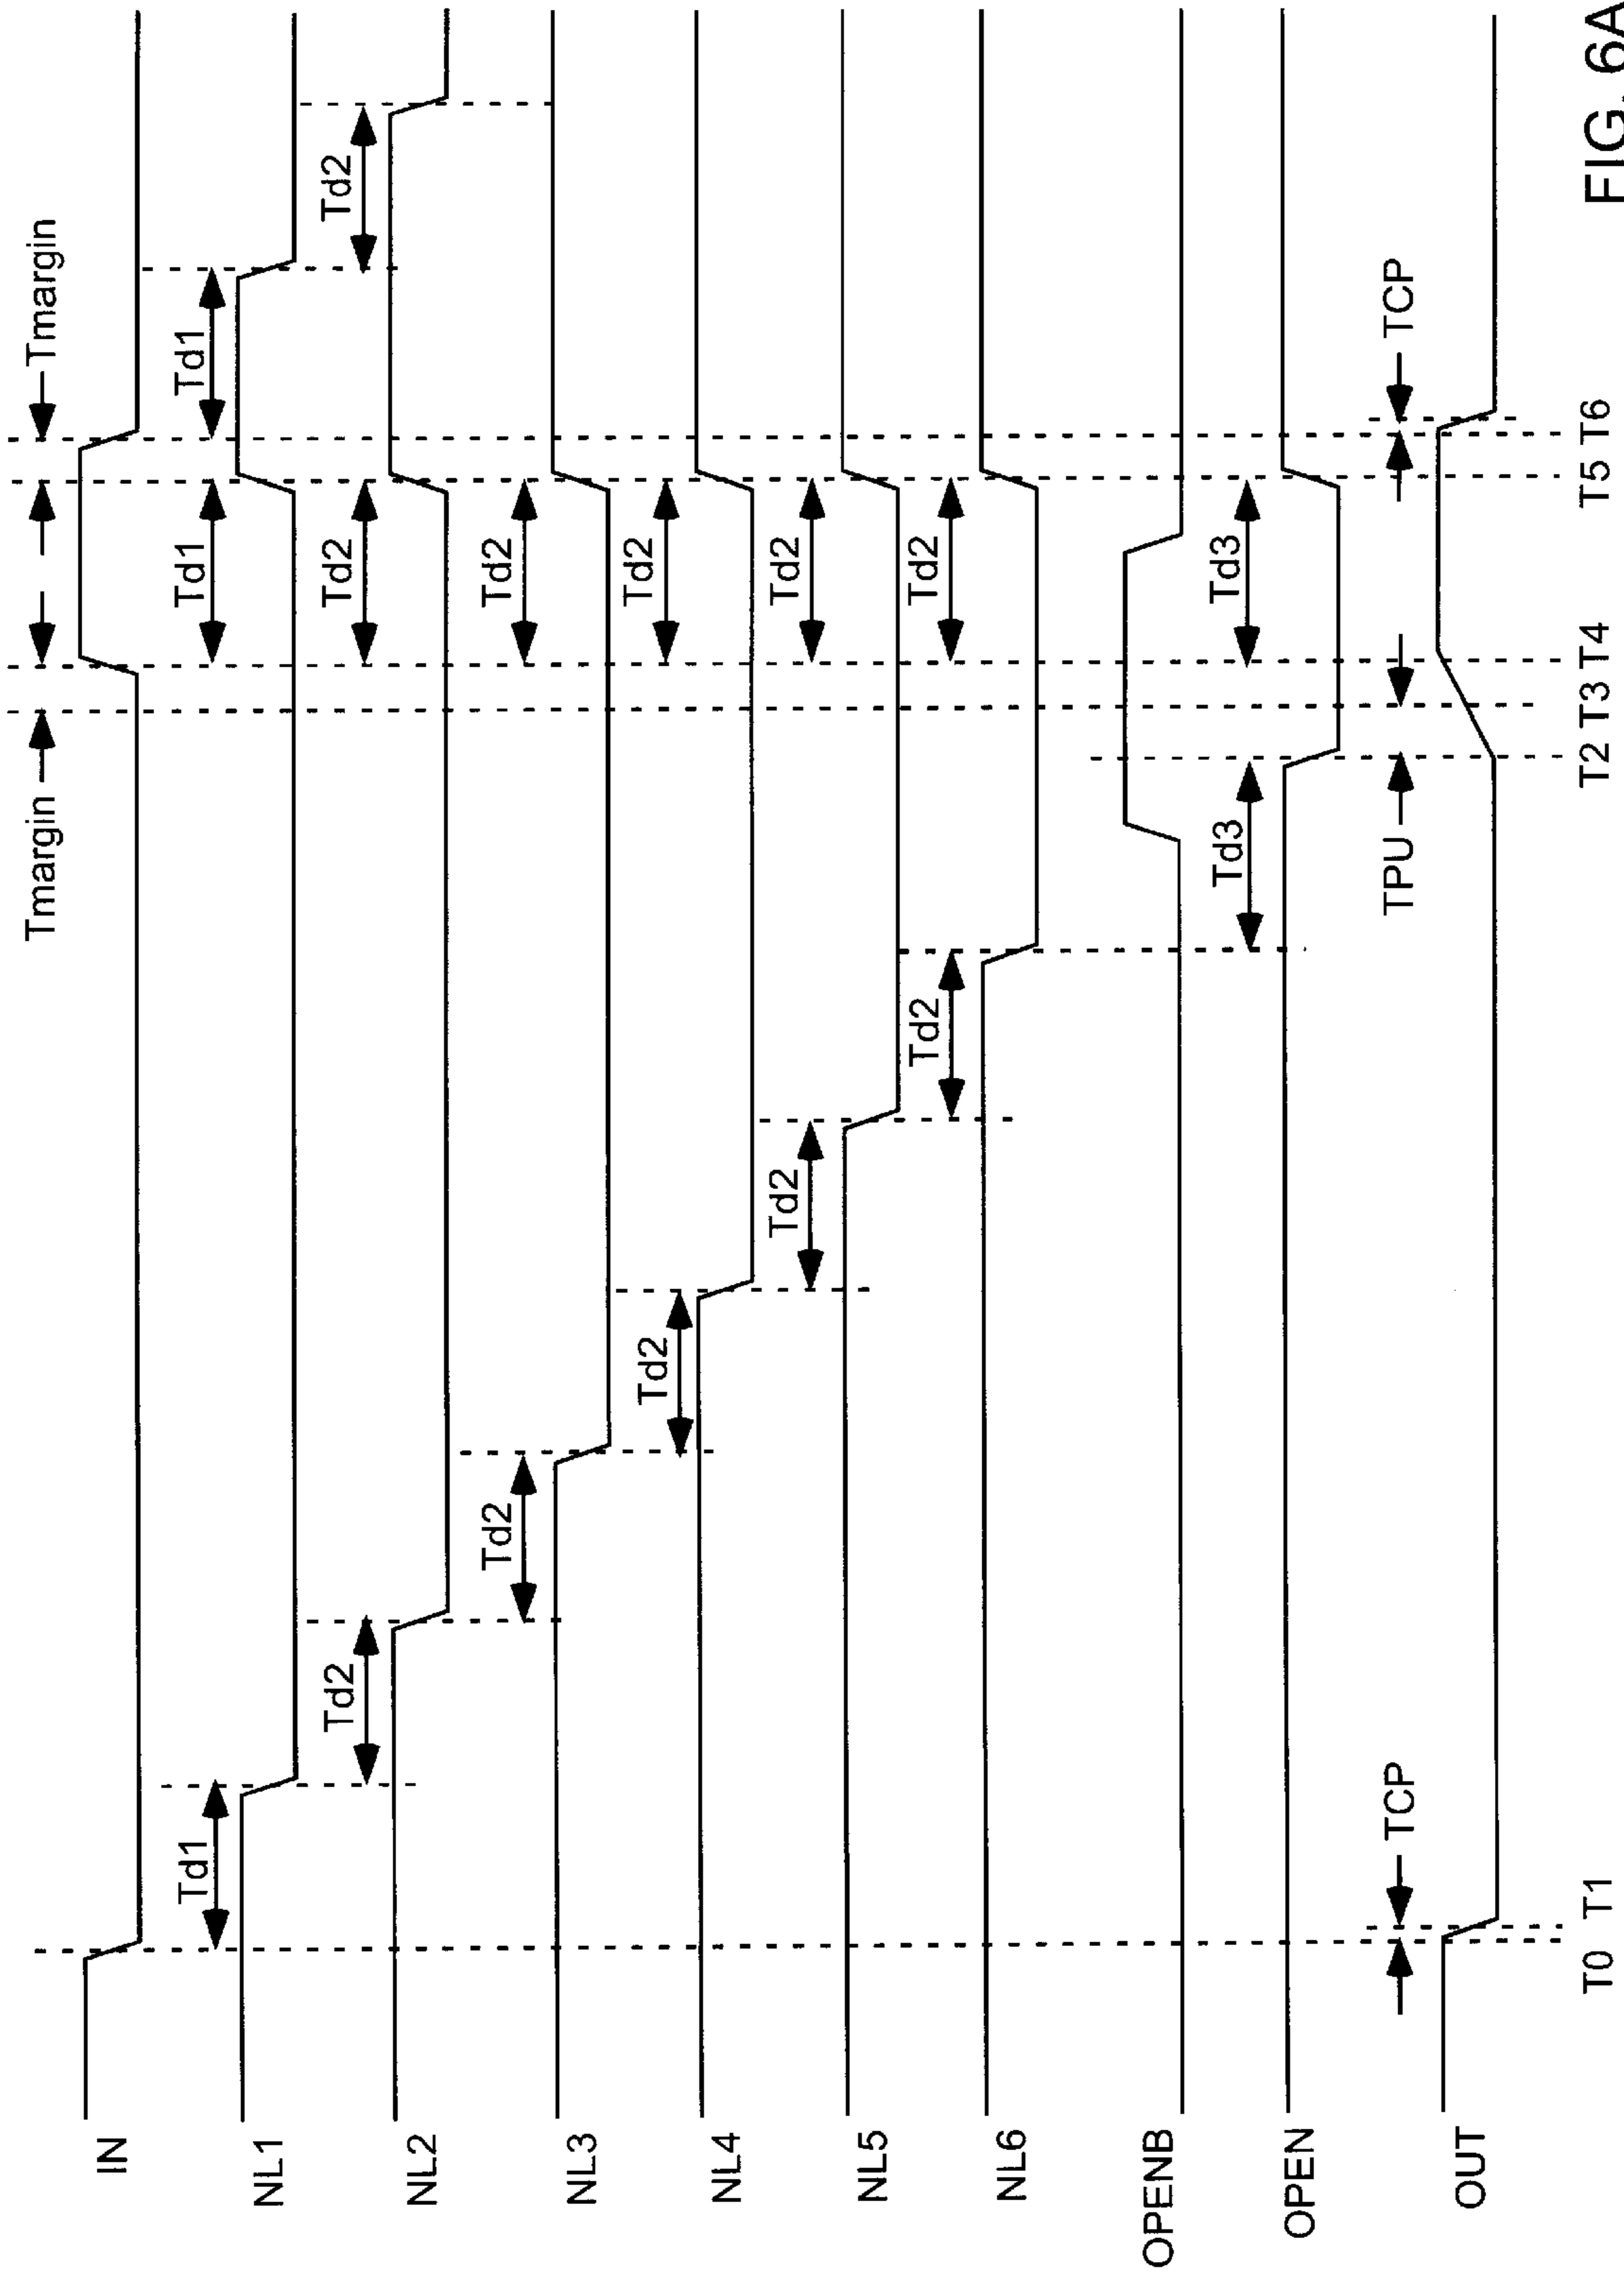 Tmargin Tmargin
IN
Td1 Td1 Td1
NL1
Td2 Td2 Td2
NL2
Td2 Td2
NL3
Td2 Td2
NL4
Td2 Td2
NL5
Td2 Td2
NL6
OPENB
Td3 Td3
OPEN
TCP TPU TCP
OUT
T0 T1 T2 T3 T4 T5 T6
FIG. 6A